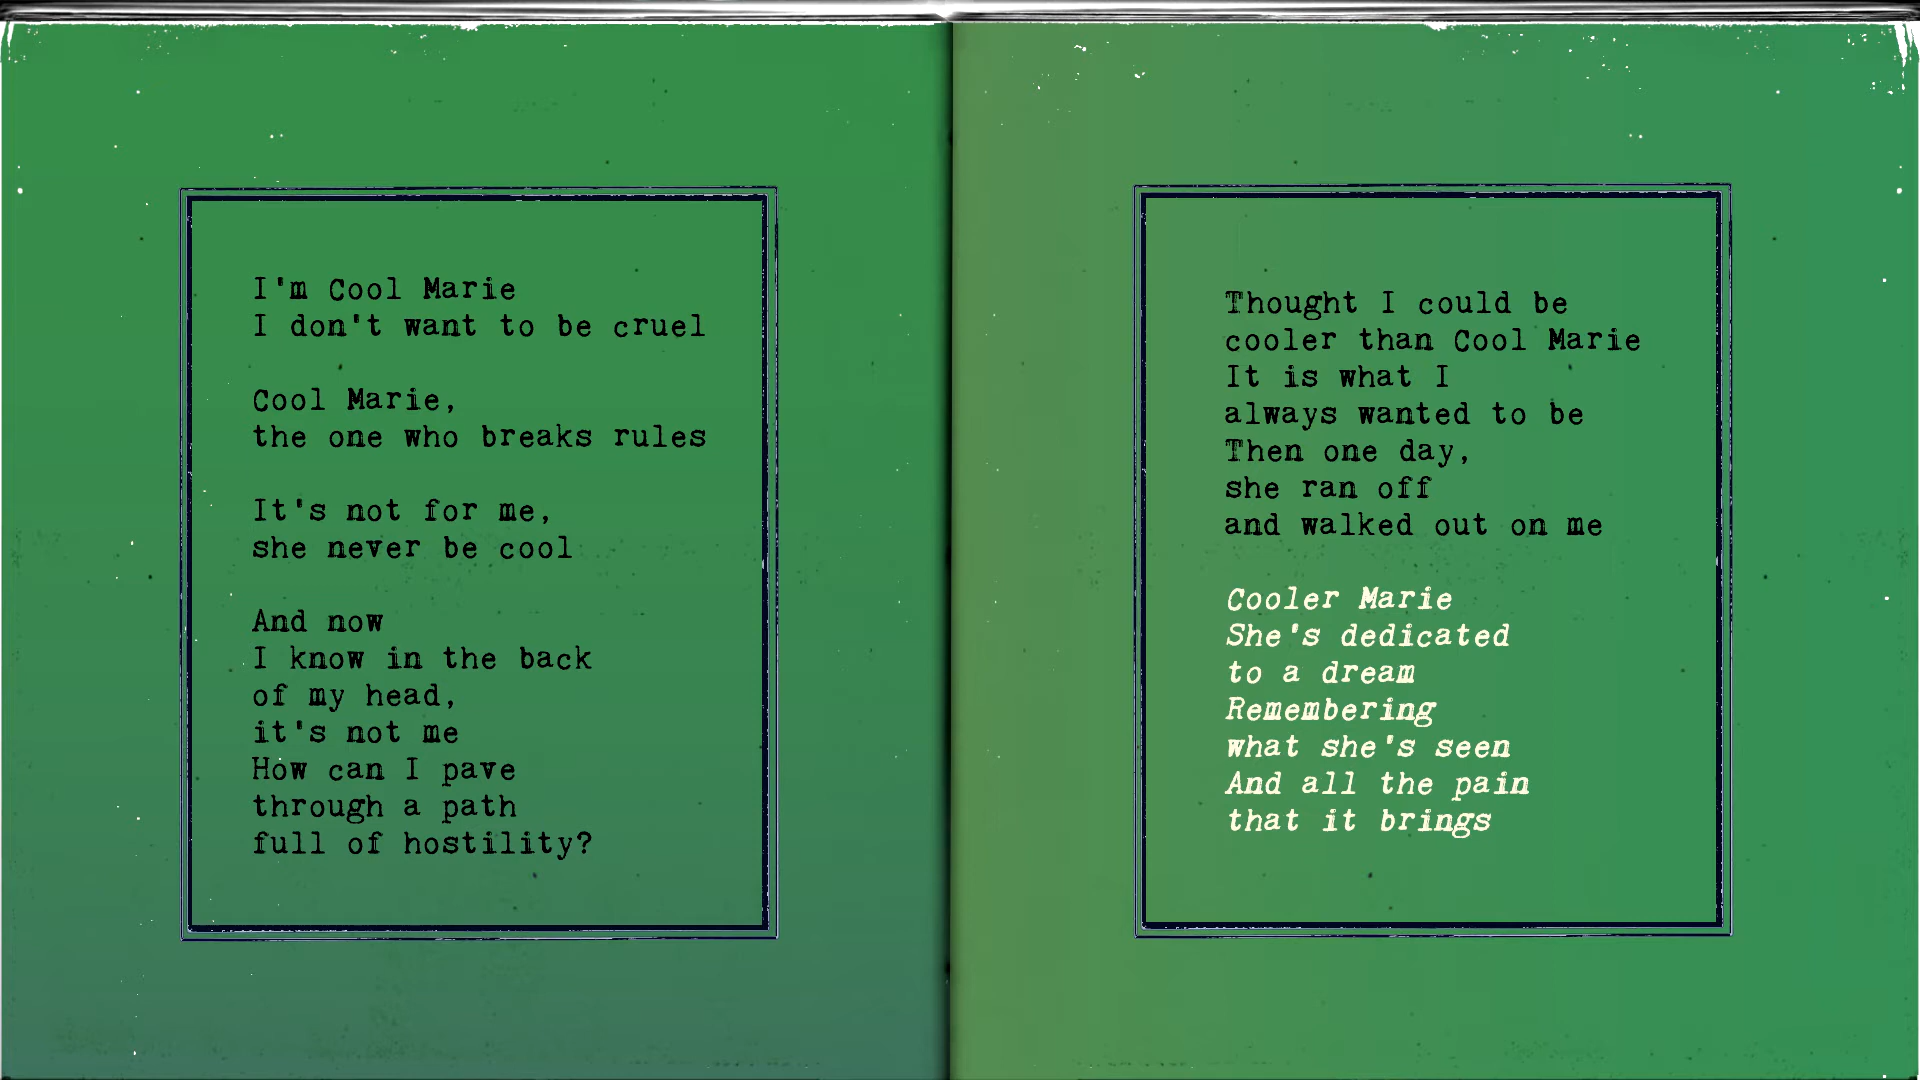 I'm Cool Marie
I don't want to be cruel
Cool Marie,
the one who breaks rules
It's not for me,
she never be cool
And now
I know in the back
of my head,
it's not me
How can I pave
through a path
full of hostility?
Thought I could be
cooler than Cool Marie
It is what I
always wanted to be
Then one day,
she ran off
and walked out on me
Cooler Marie
She's dedicated
to a dream
Remembering
what she's seen
And all the pain
that it brings